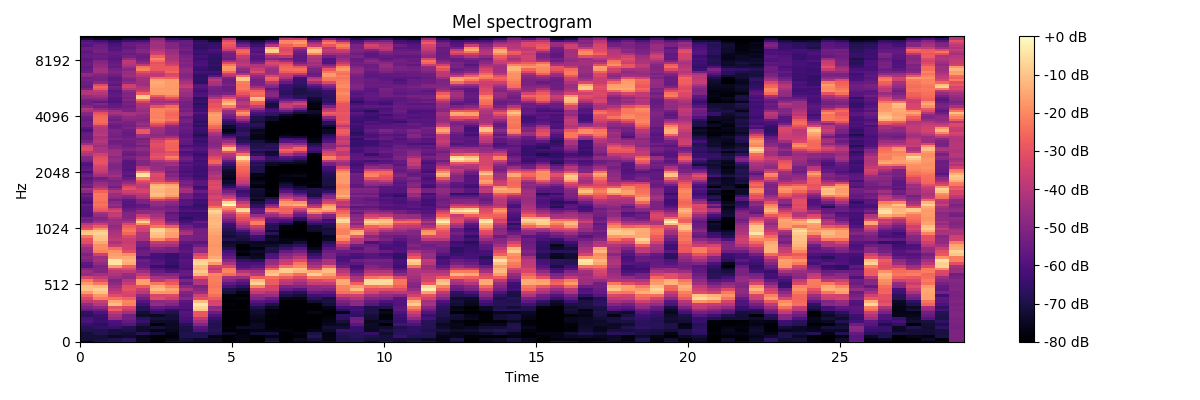 Mel spectrogram
+0 dB
8192
-10 dB
4096
-20 dB
-30 dB
2048
-40 dB
Hz
1024
-50 dB
-60 dB
512
-70 dB
0
-80 dB
0 5 10 15 20 25
Time